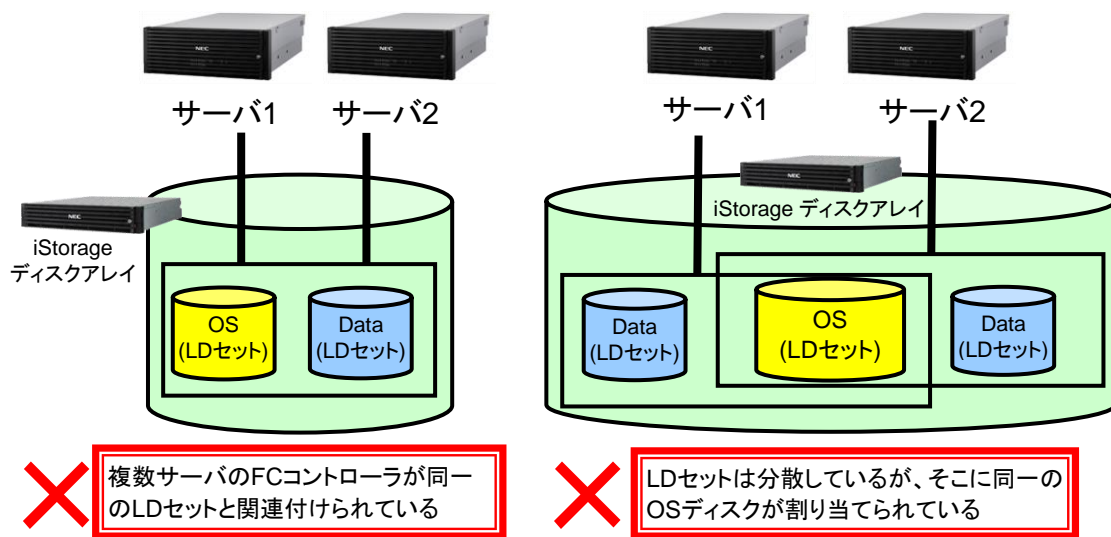 NEC
NEC
サーバ1
サーバ2
NEC
iStorage
ディスクアレイ
OS
(LDセット)
Data
(LDセット)
複数サーバのFCコントローラが同一
のLDセットと関連付けられている
NEC
NEC
サーバ1
サーバ2
NEC
iStorage ディスクアレイ
Data
(LDセット)
OS
(LDセット)
Data
(LDセット)
LDセットは分散しているが、そこに同一の
OSディスクが割り当てられている